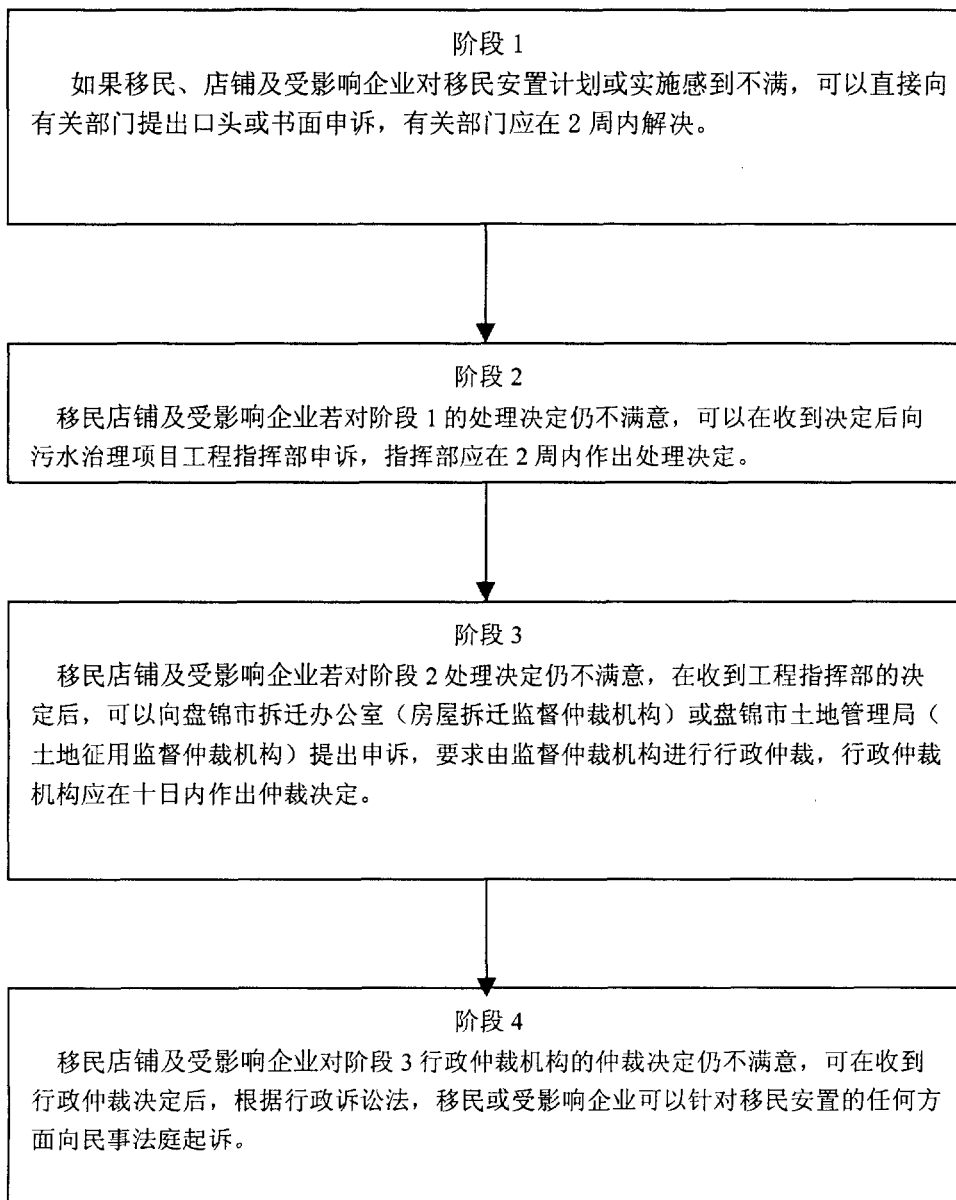 阶段 1
如果移民、店铺及受影响企业对移民安置计划或实施感到不满，可以直接向
有关部门提出口头或书面申诉，有关部门应在 2 周内解决。
阶段 2
移民店铺及受影响企业若对阶段 1 的处理决定仍不满意，可以在收到决定后向
污水治理项目工程指挥部申诉，指挥部应在 2 周内作出处理决定。
阶段 3
移民店铺及受影响企业若对阶段 2 处理决定仍不满意，在收到工程指挥部的决
定后，可以向盘锦市拆迁办公室（房屋拆迁监督仲裁机构）或盘锦市土地管理局（
土地征用监督仲裁机构）提出申诉，要求由监督仲裁机构进行行政仲裁，行政仲裁
机构应在十日内作出仲裁决定。
阶段 4
移民店铺及受影响企业对阶段 3 行政仲裁机构的仲裁决定仍不满意，可在收到
行政仲裁决定后，根据行政诉讼法，移民或受影响企业可以针对移民安置的任何方
面向民事法庭起诉。